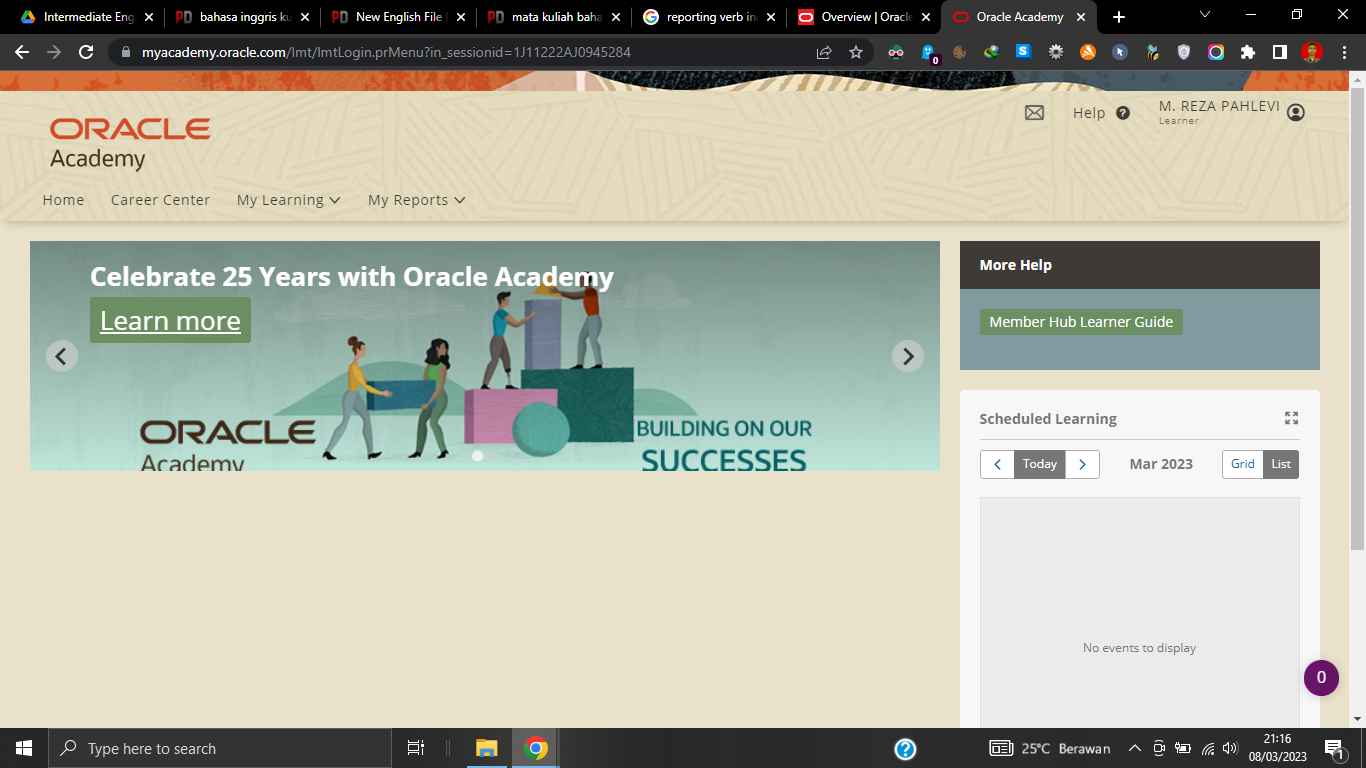 Intermediate Eng
bahasa inggris ku
New English File
mata kuliah baha
reporting verb in
Overview | Oracle
Oracle Academy
myacademy.oracle.com/lmt/lmtLogin.prMenu?in_sessionid=1J11222AJ0945284
0
ORACLE
Academy
Help
M. REZA PAHLEVI
Learner
Home
Career Center
My Learning
My Reports
Celebrate 25 Years with Oracle Academy
Learn more
ORACLE
Academy
BUILDING ON OUR
SUCCESSES
More Help
Member Hub Learner Guide
Scheduled Learning
Today
Mar 2023
Grid
List
No events to display
0
Type here to search
25°C Berawan
21:16
08/03/2023
1